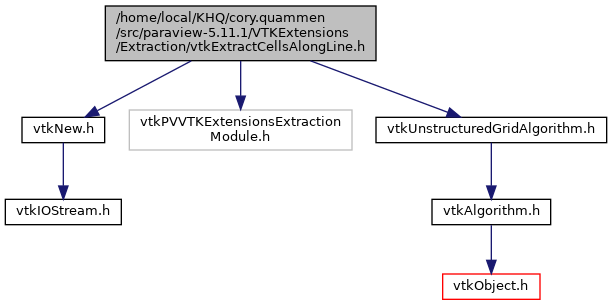 /home/local/KHQ/cory.quammen
/src/paraview-5.11.1/VTKExtensions
/Extraction/vtkExtractCellsAlongLine.h
vtkNew.h
vtkPVVTKExtensionsExtraction
Module.h
vtkUnstructuredGridAlgorithm.h
vtkIOStream.h
vtkAlgorithm.h
vtkObject.h